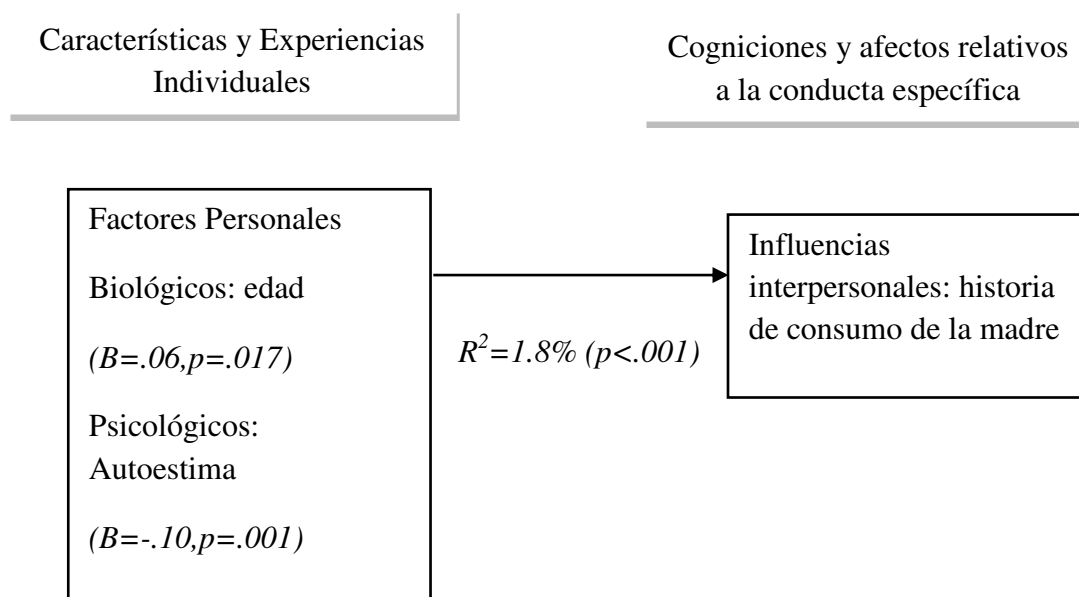 Características y Experiencias
Individuales
Cogniciones y afectos relativos
a la conducta específica
Factores Personales
Biológicos: edad
(B=.06,p=.017)
Psicológicos:
Autoestima
(B=-.10,p=.001)
R²=1.8% (p<.001)
Influencias
interpersonales: historia
de consumo de la madre